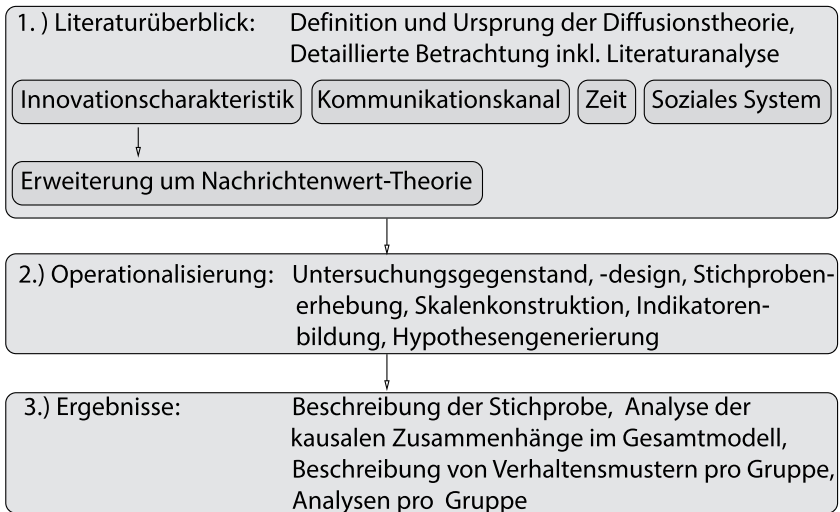 1. ) Literaturüberblick: Definition und Ursprung der Diffusionstheorie,
Detaillierte Betrachtung inkl. Literaturanalyse
Innovationscharakteristik Kommunikationskanal Zeit Soziales System
Erweiterung um Nachrichtenwert-Theorie
2.) Operationalisierung: Untersuchungsgegenstand, -design, Stichproben-
erhebung, Skalenkonstruktion, Indikatoren-
bildung, Hypothesengenerierung
3.) Ergebnisse: Beschreibung der Stichprobe, Analyse der
kausalen Zusammenhänge im Gesamtmodell,
Beschreibung von Verhaltensmustern pro Gruppe,
Analysen pro Gruppe